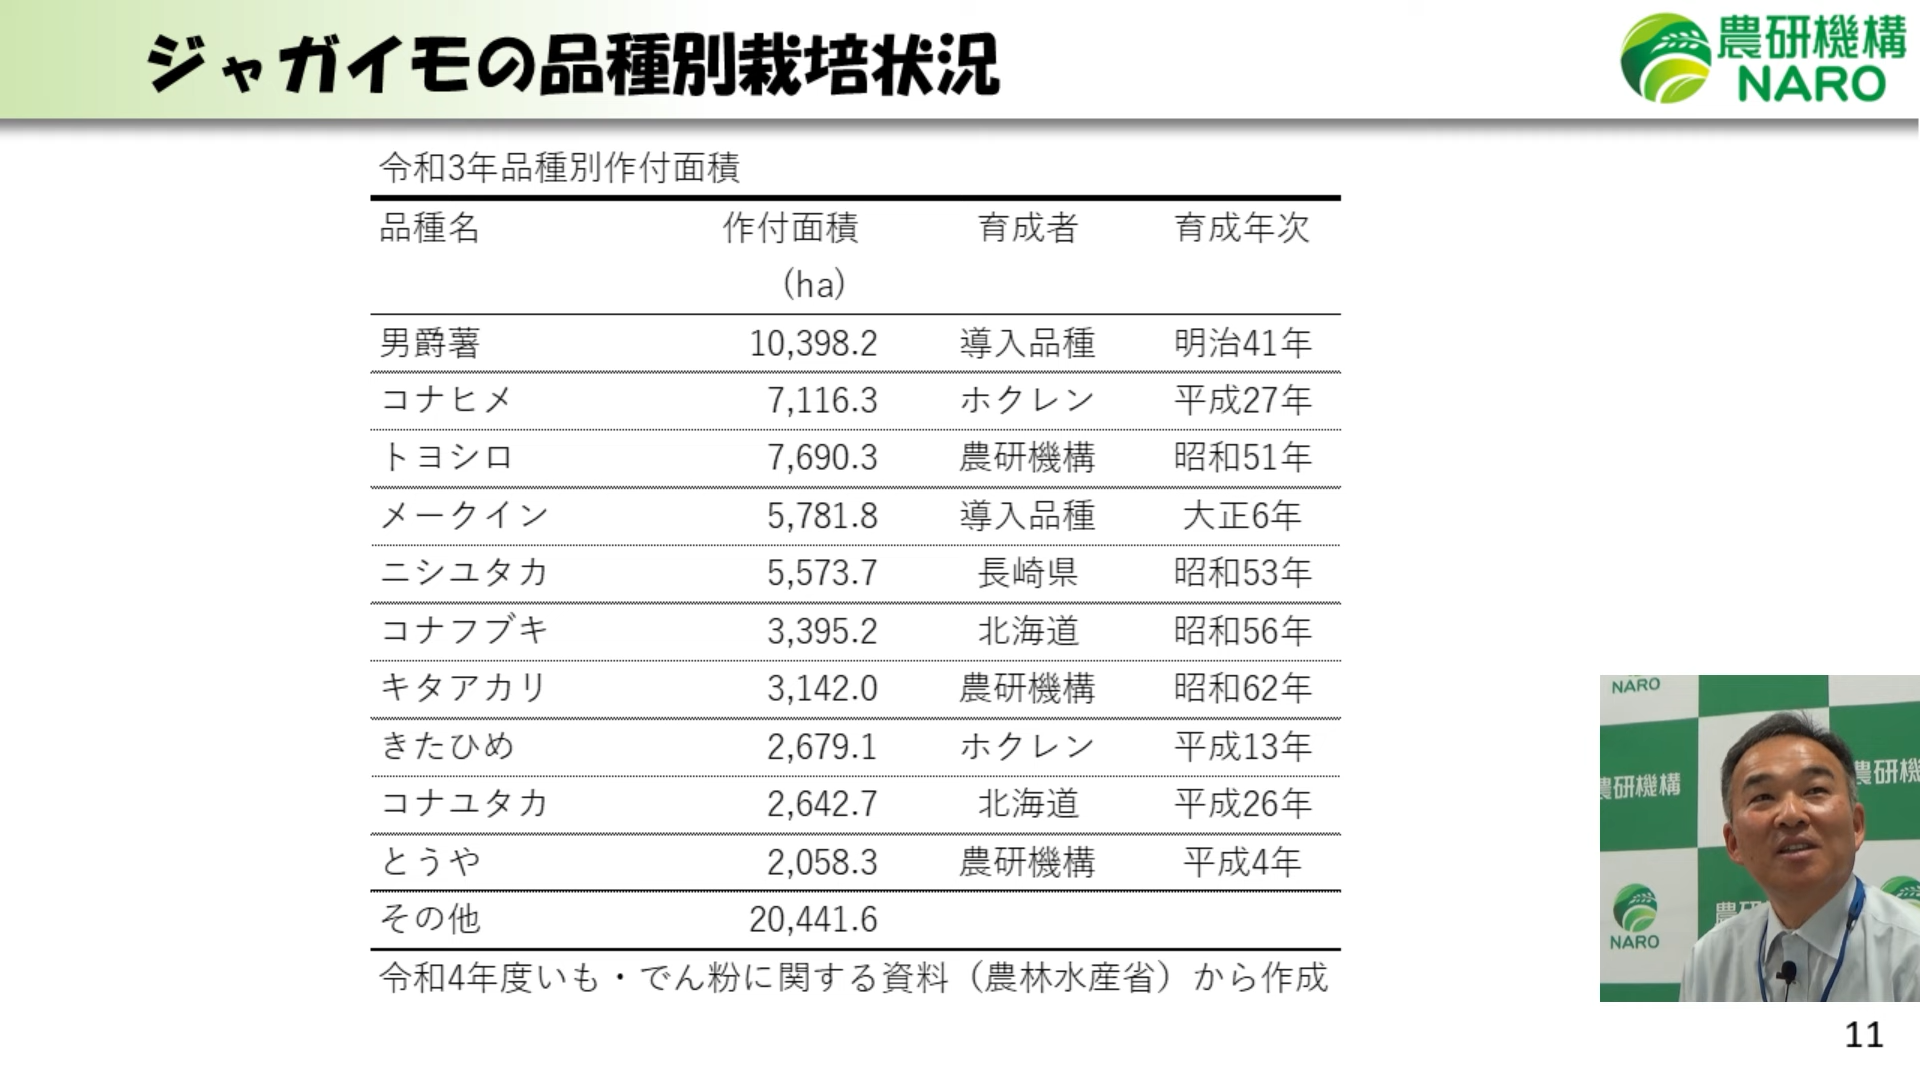 ジャガイモの品種別栽培状況
農研機構
NARO
令和3年品種別作付面積
品種名 作付面積 育成者 育成年次
(ha)
男爵薯 10,398.2 導入品種 明治41年
コナヒメ 7,116.3 ホクレン 平成27年
トヨシロ 7,690.3 農研機構 昭和51年
メークイン 5,781.8 導入品種 大正6年
ニシユタカ 5,573.7 長崎県 昭和53年
コナフブキ 3,395.2 北海道 昭和56年
キタアカリ 3,142.0 農研機構 昭和62年
きたひめ 2,679.1 ホクレン 平成13年
コナユタカ 2,642.7 北海道 平成26年
とうや 2,058.3 農研機構 平成4年
その他 20,441.6
令和4年度いも・でん粉に関する資料（農林水産省）から作成
NARO
農研機構
農研機
農研
NARO
11